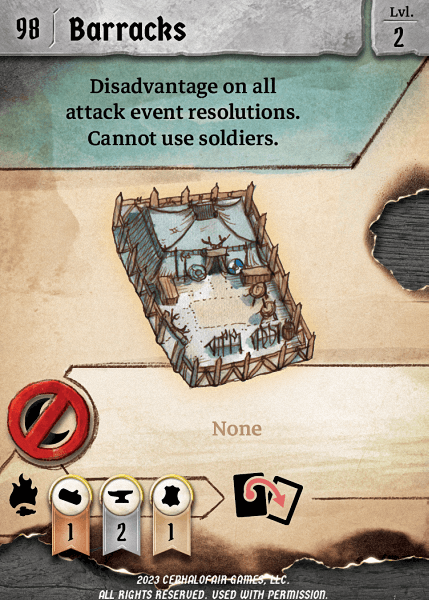 98 Barracks
Lvl.
2
Disadvantage on all
attack event resolutions.
Cannot use soldiers.
None
1 2 1
2023 CEPHALOFAIR GAMES, LLC.
ALL RIGHTS RESERVED. USED WITH PERMISSION.